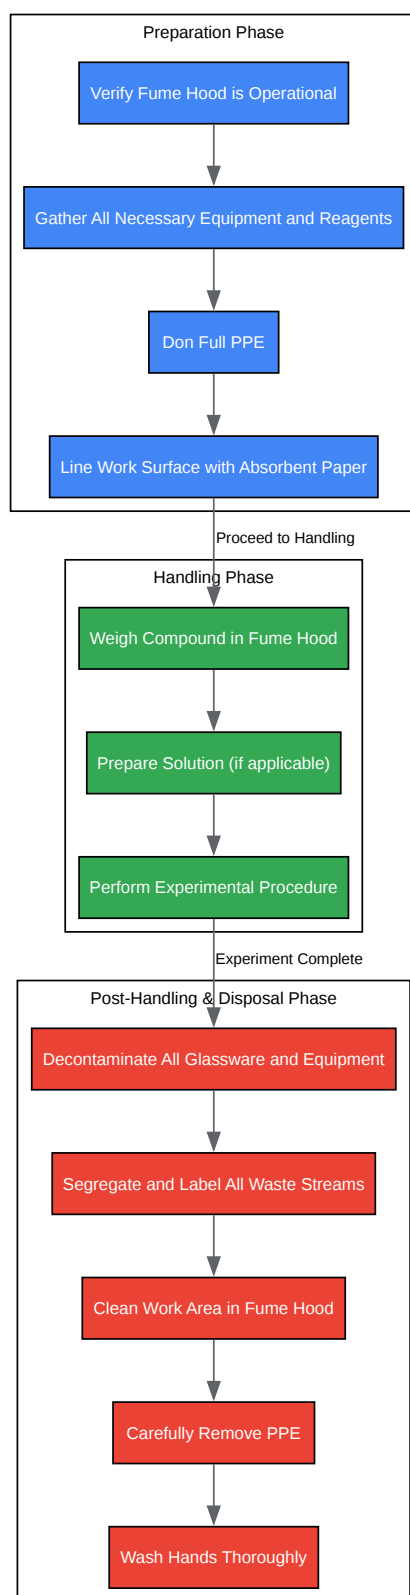 Preparation Phase
Verify Fume Hood is Operational
Gather All Necessary Equipment and Reagents
Don Full PPE
Line Work Surface with Absorbent Paper
Proceed to Handling
Handling Phase
Weigh Compound in Fume Hood
Prepare Solution (if applicable)
Perform Experimental Procedure
Experiment Complete
Post-Handling & Disposal Phase
Decontaminate All Glassware and Equipment
Segregate and Label All Waste Streams
Clean Work Area in Fume Hood
Carefully Remove PPE
Wash Hands Thoroughly